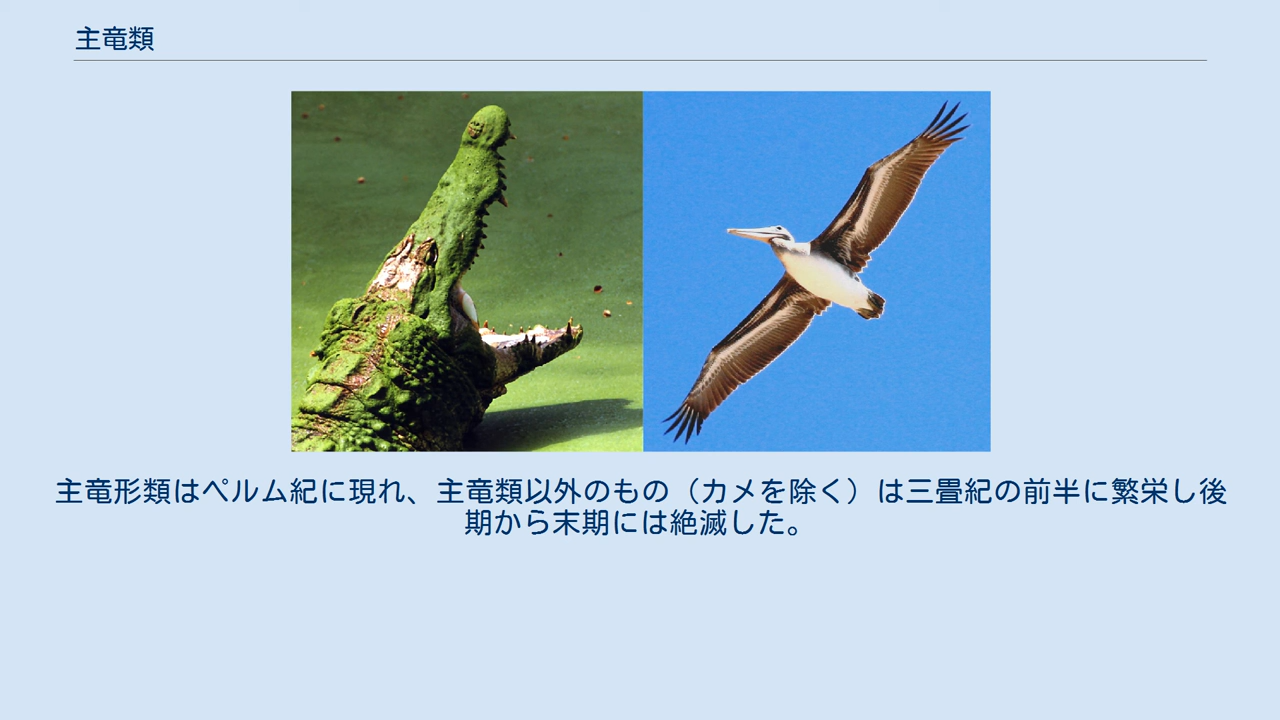 主竜類
主竜形類はペルム紀に現れ、主竜類以外のもの（カメを除く）は三畳紀の前半に繁栄し後
期から末期には絶滅した。